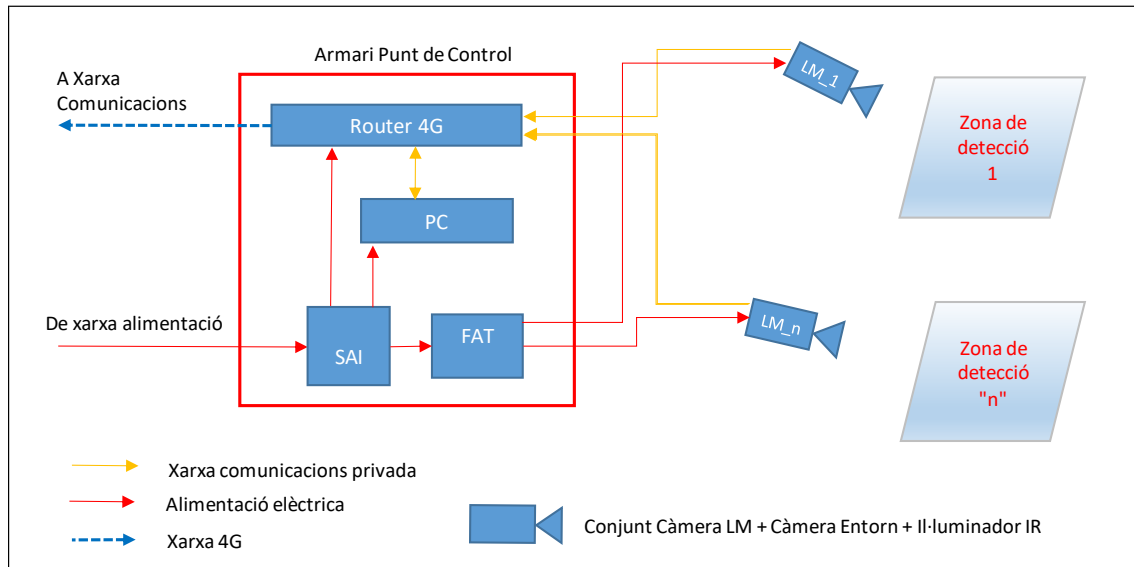 Armari Punt de Control
A Xarxa
Comunicacions
Router 4G
PC
De xarxa alimentació
SAI
FAT
LM_1
LM_n
Zona de
detecció
1
Zona de
detecció
"n"
Xarxa comunicacions privada
Alimentació elèctrica
Xarxa 4G
Conjunt Càmera LM + Càmera Entorn + Il·luminador IR